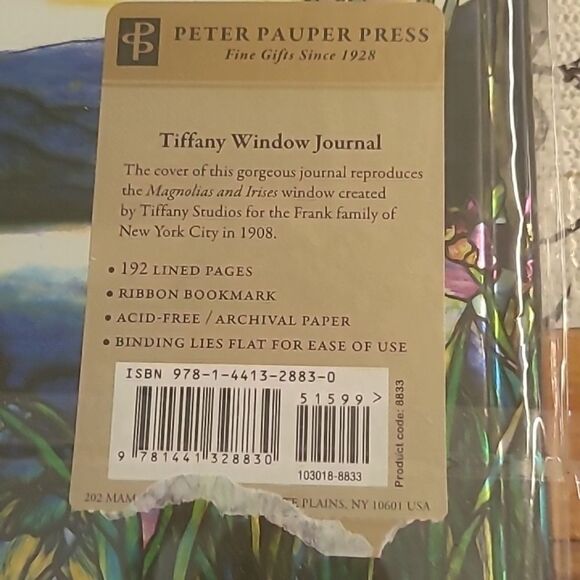 PETER PAUPER PRESS
Fine Gifts Since 1928
Tiffany Window Journal
The cover of this gorgeous journal reproduces
the Magnolias and Irises window created
by Tiffany Studios for the Frank family of
New York City in 1908.
• 192 LINED PAGES
• RIBBON BOOKMARK
• ACID-FREE / ARCHIVAL PAPER
• BINDING LIES FLAT FOR EASE OF USE
ISBN 978-1-4413-2883-0
51599 >
9 781441 328830
103018-8833
Product code: 8833
202 PLAINS, NY 10601 USA